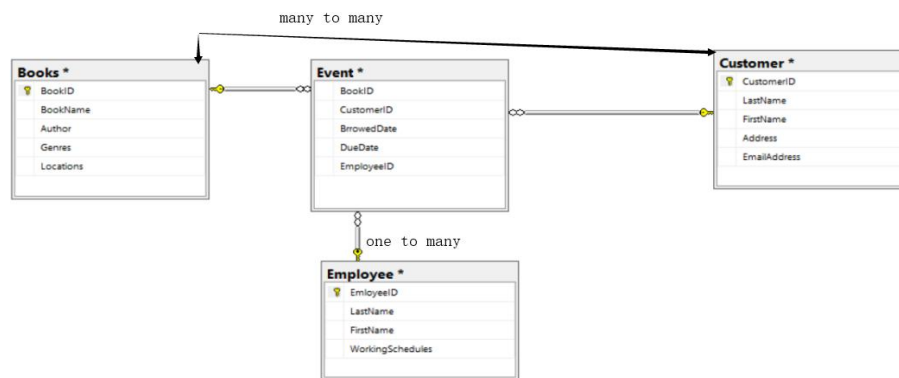 many to many
Books *
BookID
BookName
Author
Genres
Locations
Event *
BookID
CustomerID
BrrowedDate
DueDate
EmployeeID
Customer *
CustomerID
LastName
FirstName
Address
EmailAddress
one to many
Employee *
EmloyeeID
LastName
FirstName
WorkingSchedules